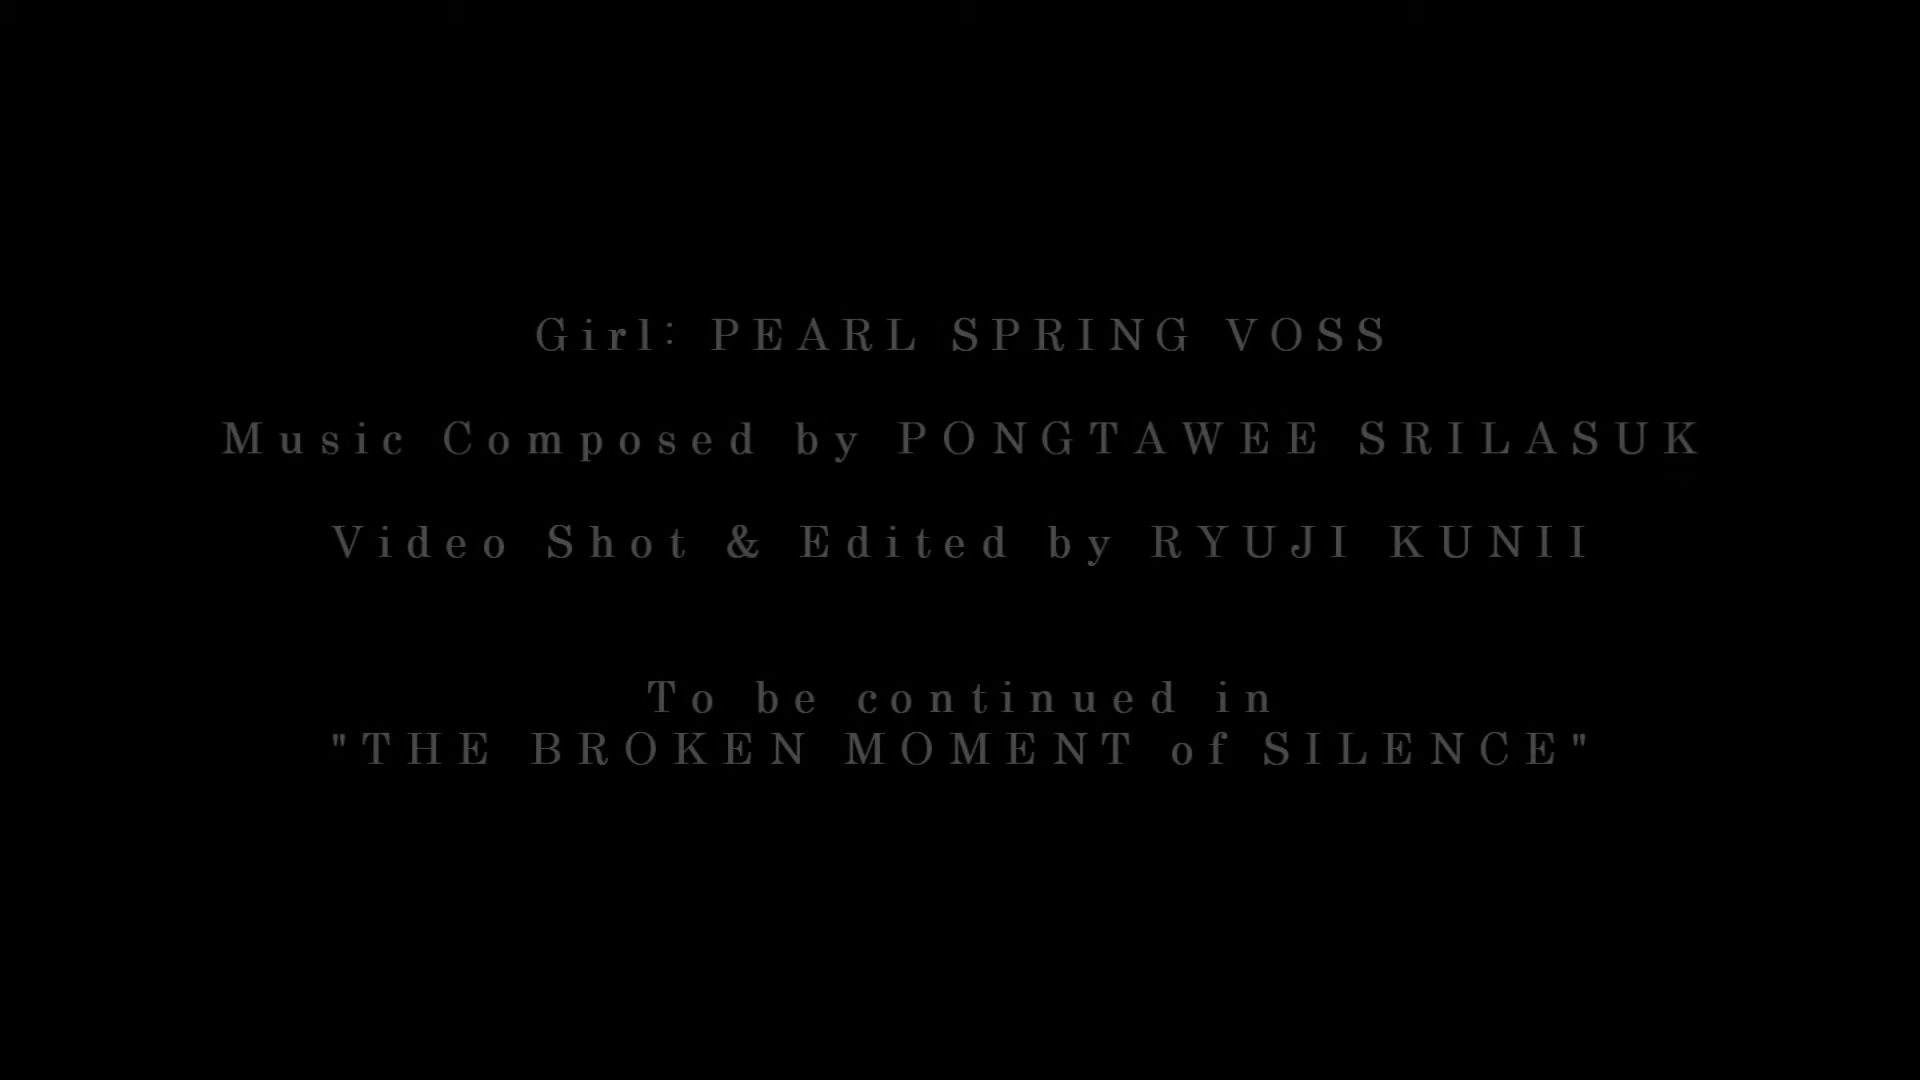 Girl: PEARL SPRING VOSS
Music Composed by PONGTAWEE SRILASUK
Video Shot & Edited by RYUJI KUNII
To be continued in
"THE BROKEN MOMENT of SILENCE"